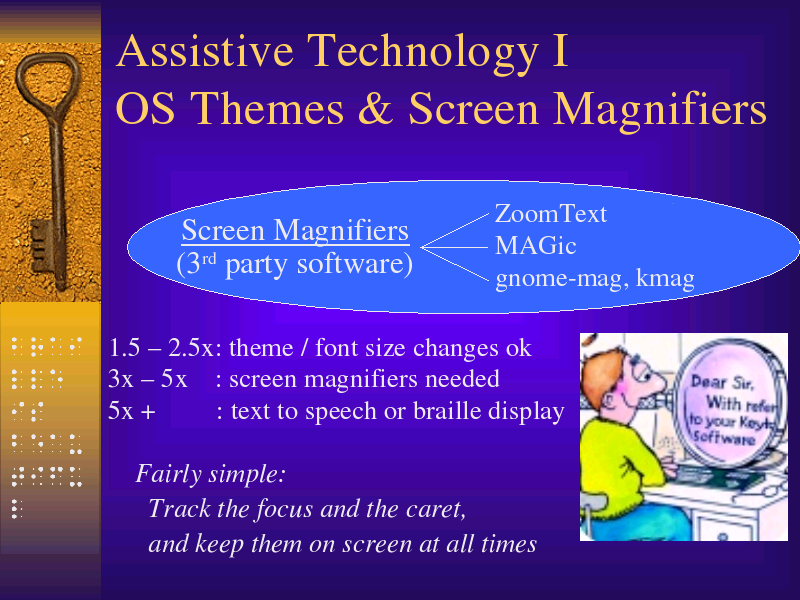 Assistive Technology I
OS Themes & Screen Magnifiers
Screen Magnifiers
(3rd party software)
ZoomText
MAGic
gnome-mag, kmag
1.5 – 2.5x: theme / font size changes ok
3x – 5x : screen magnifiers needed
5x + : text to speech or braille display
Dear Sir,
With refer
to your Key
Software
Fairly simple:
Track the focus and the caret,
and keep them on screen at all times